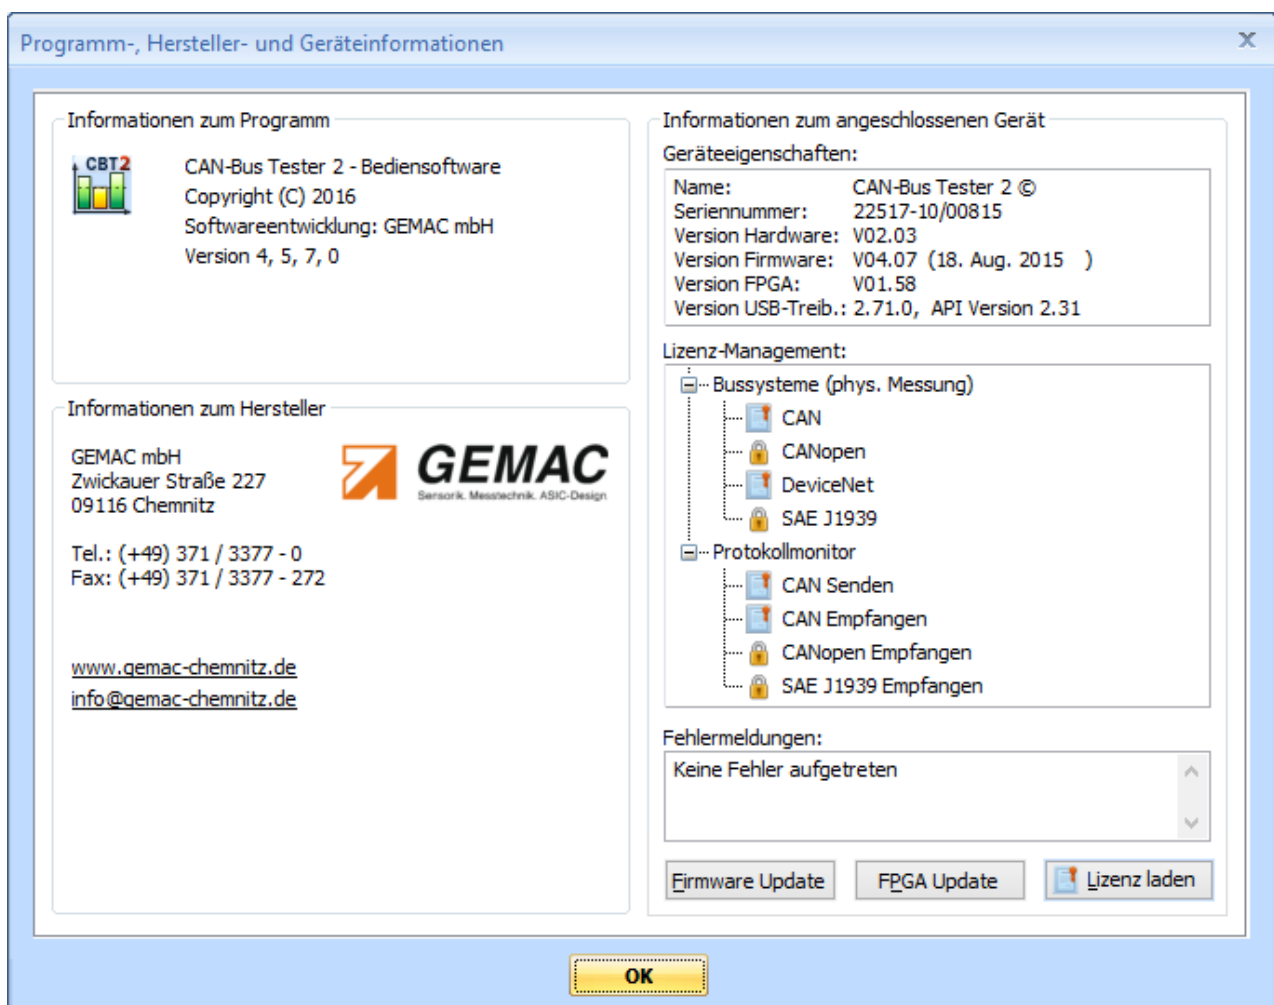 Programm-, Hersteller- und Geräteinformationen
Informationen zum Programm
CBT2
CAN-Bus Tester 2 - Bediensoftware
Copyright (C) 2016
Softwareentwicklung: GEMAC mbH
Version 4, 5, 7, 0
Informationen zum Hersteller
GEMAC mbH
Zwickauer Straße 227
09116 Chemnitz
GEMAC
Sensorik. Messtechnik. ASIC-Design.
Tel.: (+49) 371 / 3377 - 0
Fax: (+49) 371 / 3377 - 272
www.gemac-chemnitz.de
info@gemac-chemnitz.de
Informationen zum angeschlossenen Gerät
Geräteeigenschaften:
Name: CAN-Bus Tester 2 ©
Seriennummer: 22517-10/00815
Version Hardware: V02.03
Version Firmware: V04.07 (18. Aug. 2015 )
Version FPGA: V01.58
Version USB-Treib.: 2.71.0, API Version 2.31
Lizenz-Management:
Bussysteme (phys. Messung)
CAN
CANopen
DeviceNet
SAE J1939
Protokollmonitor
CAN Senden
CAN Empfangen
CANopen Empfangen
SAE J1939 Empfangen
Fehlermeldungen:
Keine Fehler aufgetreten
Firmware Update FPGA Update Lizenz laden
OK